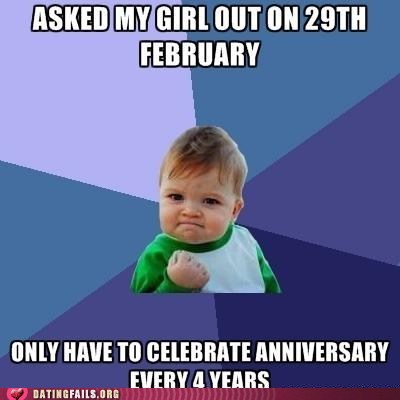 ASKED MY GIRL OUT ON 29TH
FEBRUARY
ONLY HAVE TO CELEBRATE ANNIVERSARY
EVERY 4 YEARS
DATINGFAILS.ORG